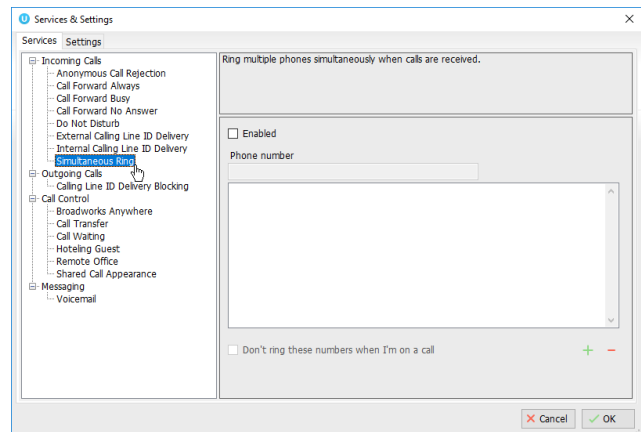 Services & Settings
Services Settings
Incoming Calls
Anonymous Call Rejection
Call Forward Always
Call Forward Busy
Call Forward No Answer
Do Not Disturb
External Calling Line ID Delivery
Internal Calling Line ID Delivery
Simultaneous Ring
Outgoing Calls
Calling Line ID Delivery Blocking
Call Control
Broadworks Anywhere
Call Transfer
Call Waiting
Hoteling Guest
Remote Office
Shared Call Appearance
Messaging
Voicemail
Ring multiple phones simultaneously when calls are received.
Enabled
Phone number
Don't ring these numbers when I'm on a call
Cancel OK